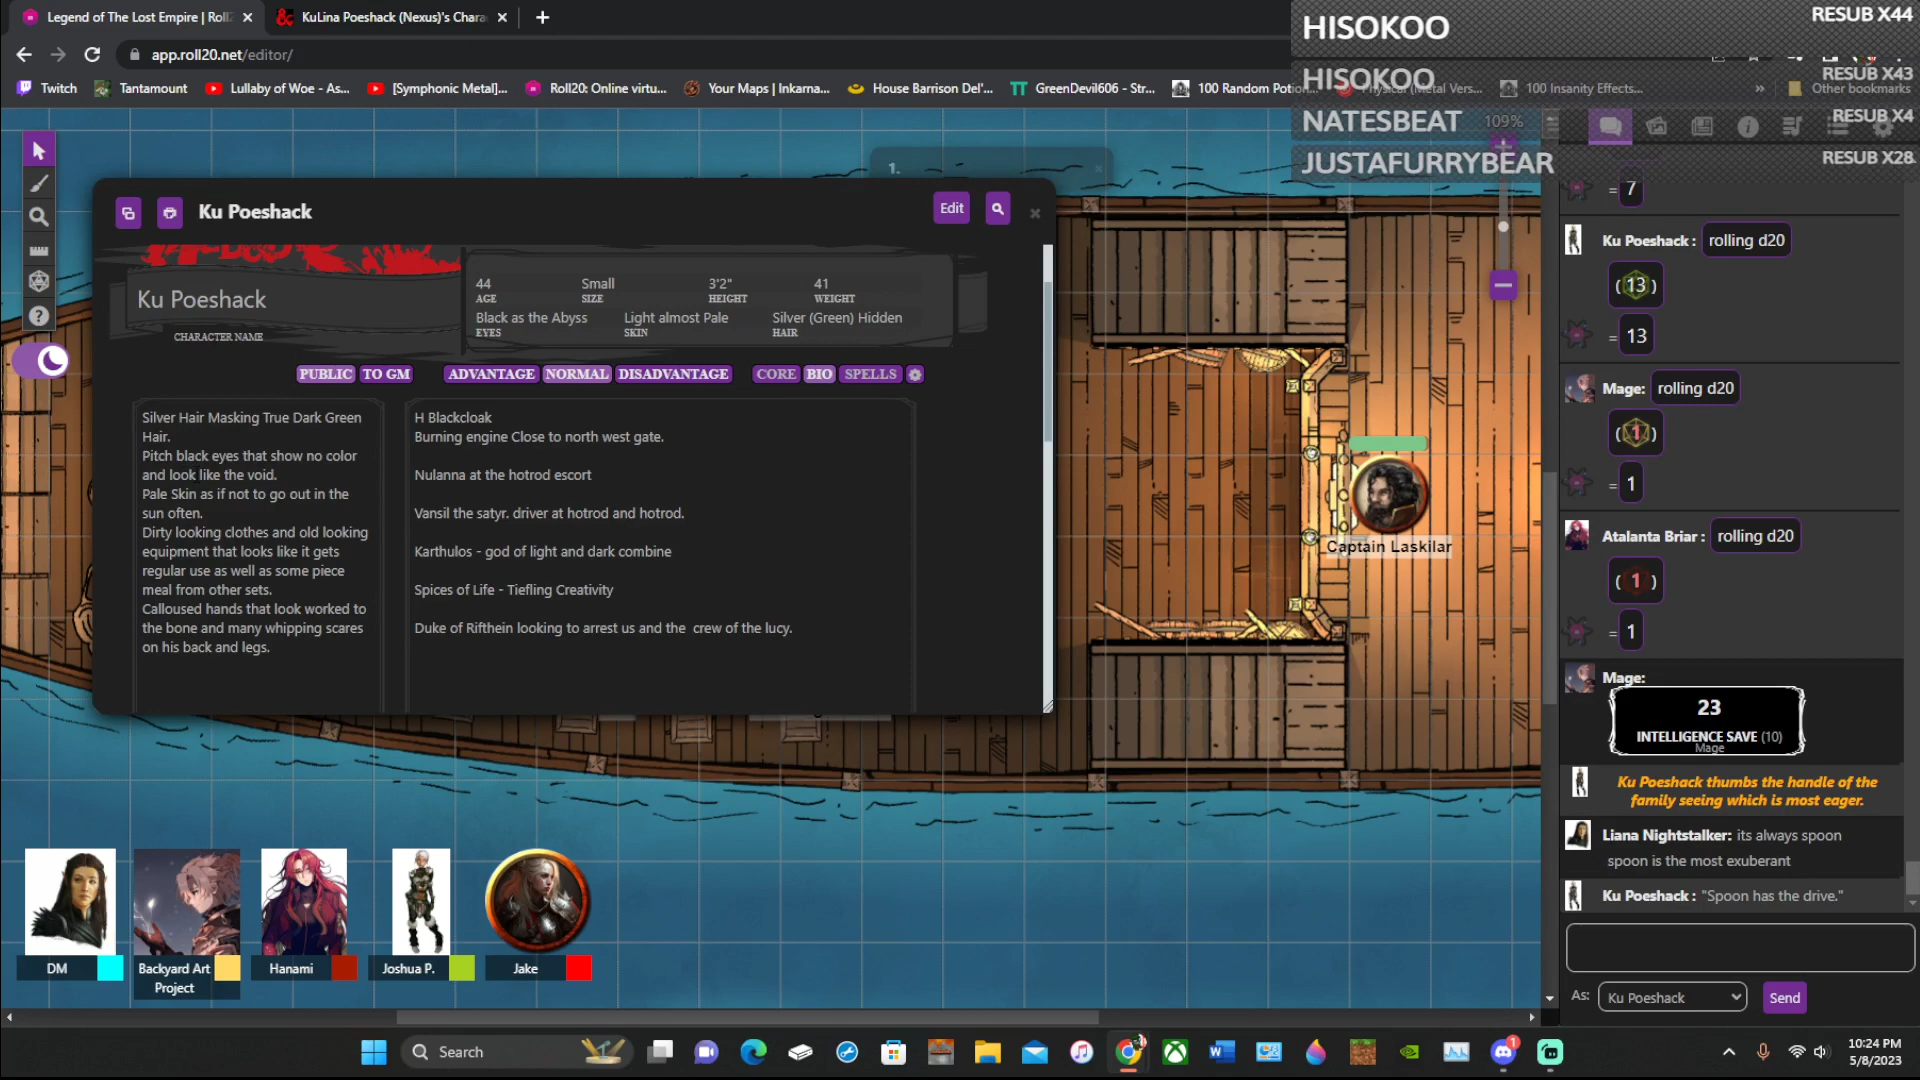 Legend of The Lost Empire | Roll2
KuLina Poeshack (Nexus)'s Chara
app.roll20.net/editor/
Twitch
Tantamount
Lullaby of Woe - As...
[Symphonic Metal]...
Roll20: Online virtu...
Your Maps | Inkarna...
House Barrison Del'...
GreenDevil606 - Str...
100 Random Potion...
Physical (Metal Vers...
100 Insanity Effects...
»
Other bookmarks
HISOKOO RESUB X44
HISOKOO RESUB X43
NATESBEAT RESUB X4
JUSTAFURRYBEAR RESUB X28
109%
1.
Ku Poeshack
Edit
Ku Poeshack
CHARACTER NAME
44 Small 3'2" 41
AGE SIZE HEIGHT WEIGHT
Black as the Abyss Light almost Pale Silver (Green) Hidden
EYES SKIN HAIR
PUBLIC TO GM ADVANTAGE NORMAL DISADVANTAGE CORE BIO SPELLS
Silver Hair Masking True Dark Green
Hair.
Pitch black eyes that show no color
and look like the void.
Pale Skin as if not to go out in the
sun often.
Dirty looking clothes and old looking
equipment that looks like it gets
regular use as well as some piece
meal from other sets.
Calloused hands that look worked to
the bone and many whipping scares
on his back and legs.
H Blackcloak
Burning engine Close to north west gate.
Nulanna at the hotrod escort
Vansil the satyr. driver at hotrod and hotrod.
Karthulos - god of light and dark combine
Spices of Life - Tiefling Creativity
Duke of Rifthein looking to arrest us and the crew of the lucy.
Captain Laskilar
=7
Ku Poeshack : rolling d20
(13)
=13
Mage: rolling d20
(1)
=1
Atalanta Briar : rolling d20
(1)
=1
Mage:
23
INTELLIGENCE SAVE (10)
Mage
Ku Poeshack thumbs the handle of the
family seeing which is most eager.
Liana Nightstalker: its always spoon
spoon is the most exuberant
Ku Poeshack : "Spoon has the drive."
As: Ku Poeshack Send
DM
Backyard Art
Project
Hanami
Joshua P.
Jake
Search
1
10:24 PM
5/8/2023